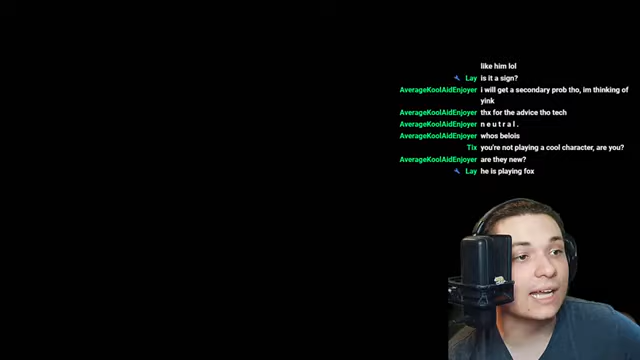 like him lol
Lay is it a sign?
AverageKoolAidEnjoyer i will get a secondary prob tho, im thinking of
yink
AverageKoolAidEnjoyer thx for the advice tho tech
AverageKoolAidEnjoyer n e u t r a l .
AverageKoolAidEnjoyer whos belois
Tix you're not playing a cool character, are you?
AverageKoolAidEnjoyer are they new?
Lay he is playing fox